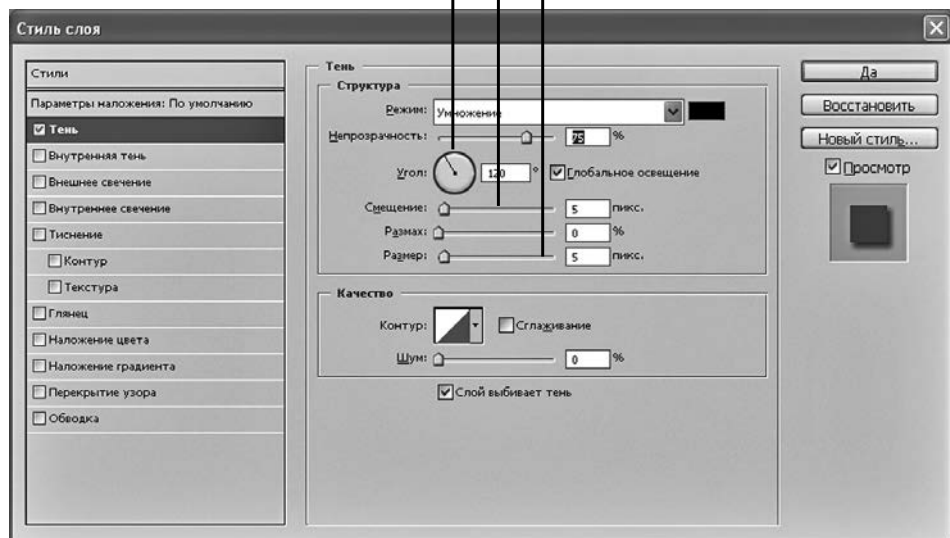 Стиль слоя
Стили
Параметры наложения: По умолчанию
Тень
Внутренняя тень
Внешнее свечение
Внутреннее свечение
Тиснение
Контур
Текстура
Глянец
Наложение цвета
Наложение градиента
Перекрытие узора
Обводка
Тень
Структура
Режим: Умножение
Непрозрачность: 75 %
Угол: 120 ° Глобальное освещение
Смещение: 5 пикс.
Размах: 0 %
Размер: 5 пикс.
Качество
Контур: Сглаживание
Шум: 0 %
Слой выбивает тень
Да
Восстановить
Новый стиль...
Просмотр